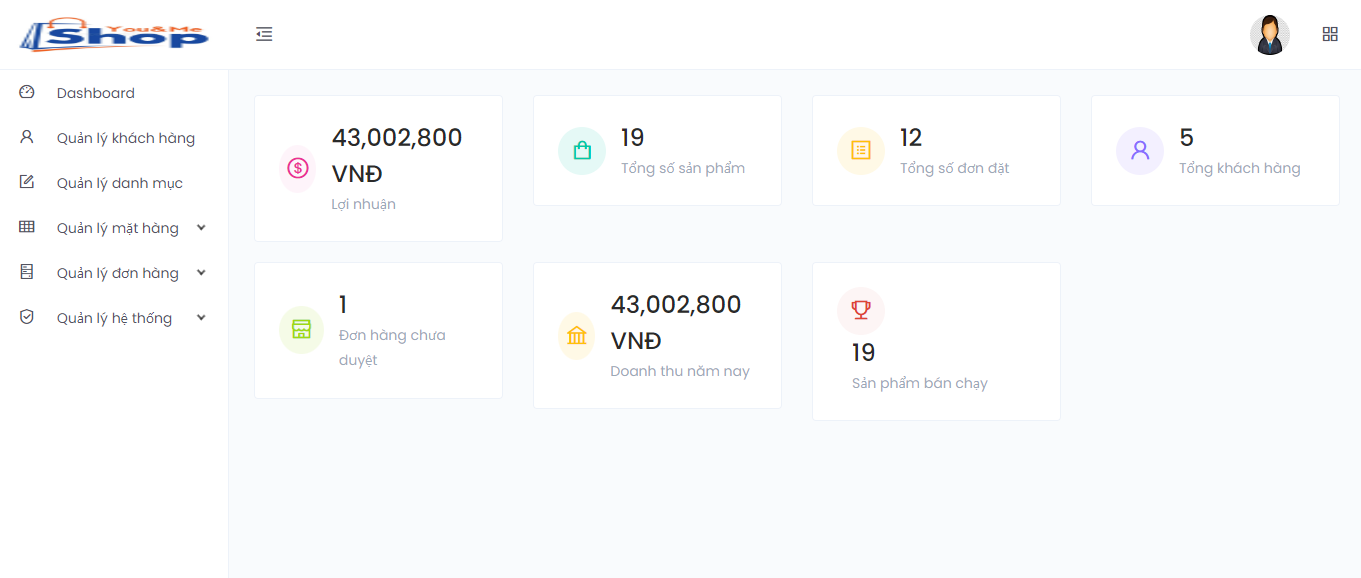 You&Me
Shop
Dashboard
Quản lý khách hàng
Quản lý danh mục
Quản lý mặt hàng
Quản lý đơn hàng
Quản lý hệ thống
43,002,800
VNĐ
Lợi nhuận
19
Tổng số sản phẩm
12
Tổng số đơn đặt
5
Tổng khách hàng
1
Đơn hàng chưa
duyệt
43,002,800
VNĐ
Doanh thu năm nay
19
Sản phẩm bán chạy